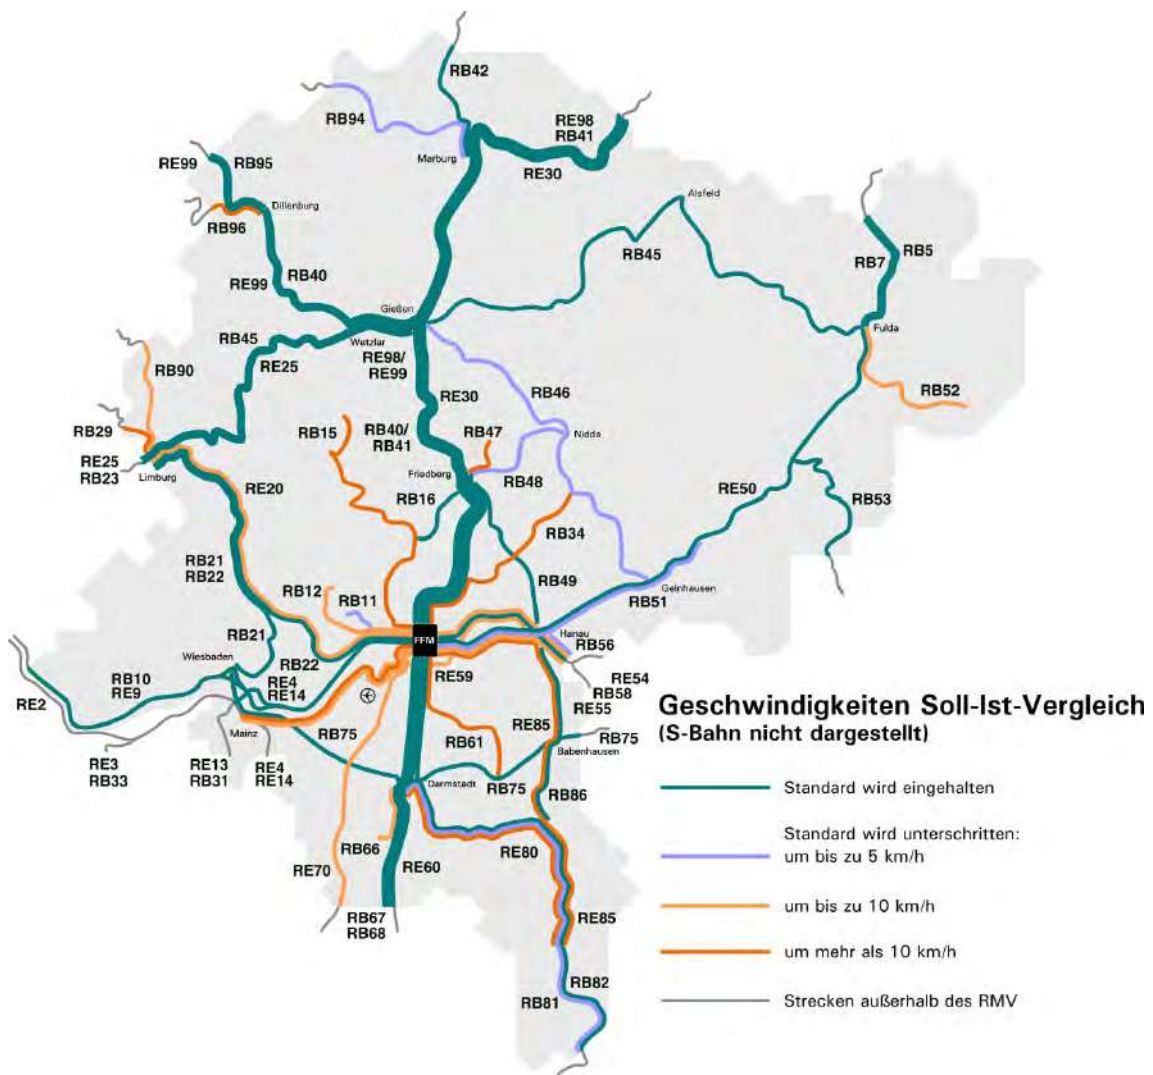 RB42
RB94
RE98
RB41
Marburg
RE99
RB95
RE30
Alsfeld
Dillenburg
RB96
RB45
RB5
RB7
RB40
RE99
Gießen
Fulda
RB45
Wetzlar
RE25
RE98/
RE99
RB90
RE30
RB46
RB52
RB15
RB40/
RB41
RB47
RB29
Nidda
RE25
RB23
Limburg
Friedberg
RE20
RB48
RE50
RB16
RB53
RB34
RB21
RB22
RB12
RB49
RB11
Gelnhausen
RB51
RB21
FFM
Hanau
RB56
Wiesbaden
RB22
RB10
RE9
RE4
RE14
RE59
RE54
RB58
RE55
RE2
RE85
Mainz
RB75
RB61
RB75
Babenhausen
RE3
RB33
RE13
RB31
RE4
RE14
Darmstadt
RB75
RB86
RB66
RE80
RE70
RE60
RB67
RB68
RE85
RB82
RB81
Geschwindigkeiten Soll-Ist-Vergleich
(S-Bahn nicht dargestellt)
Standard wird eingehalten
Standard wird unterschritten:
um bis zu 5 km/h
um bis zu 10 km/h
um mehr als 10 km/h
Strecken außerhalb des RMV